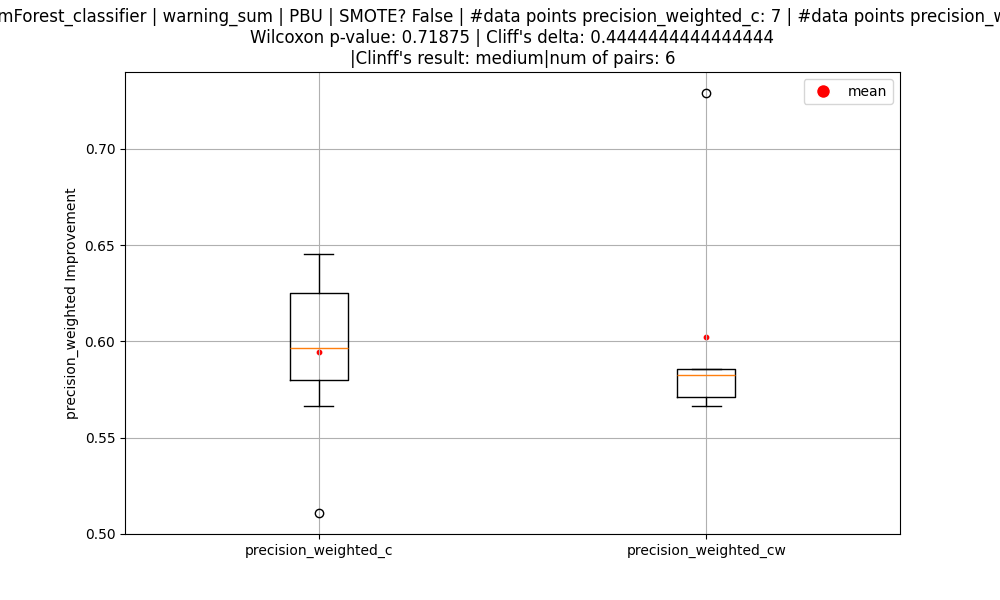 mForest_classifier | warning_sum | PBU | SMOTE? False | #data points precision_weighted_c: 7 | #data points precision_w
Wilcoxon p-value: 0.71875 | Cliff's delta: 0.4444444444444444
|Clinff's result: medium|num of pairs: 6
mean
0.70
0.65
0.60
0.55
0.50
precision_weighted Improvement
precision_weighted_c
precision_weighted_cw